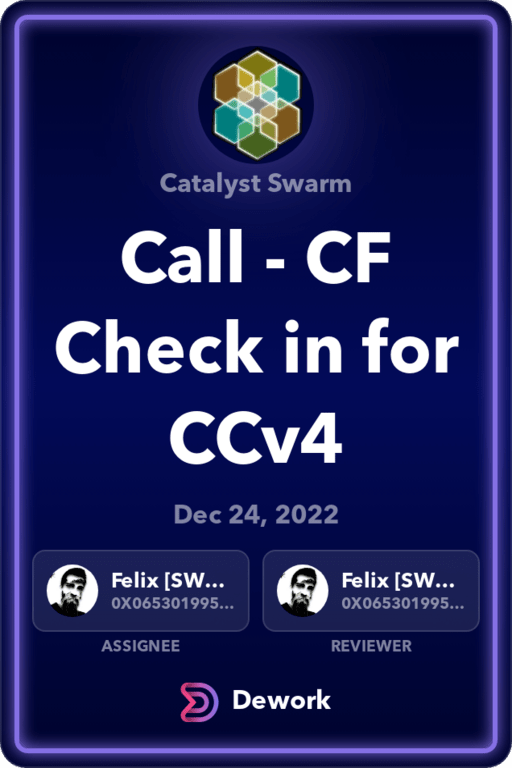 Catalyst Swarm
Call - CF
Check in for
CCv4
Dec 24, 2022
Felix [SW...
0X065301995...
ASSIGNEE
Felix [SW...
0X065301995...
REVIEWER
Dework